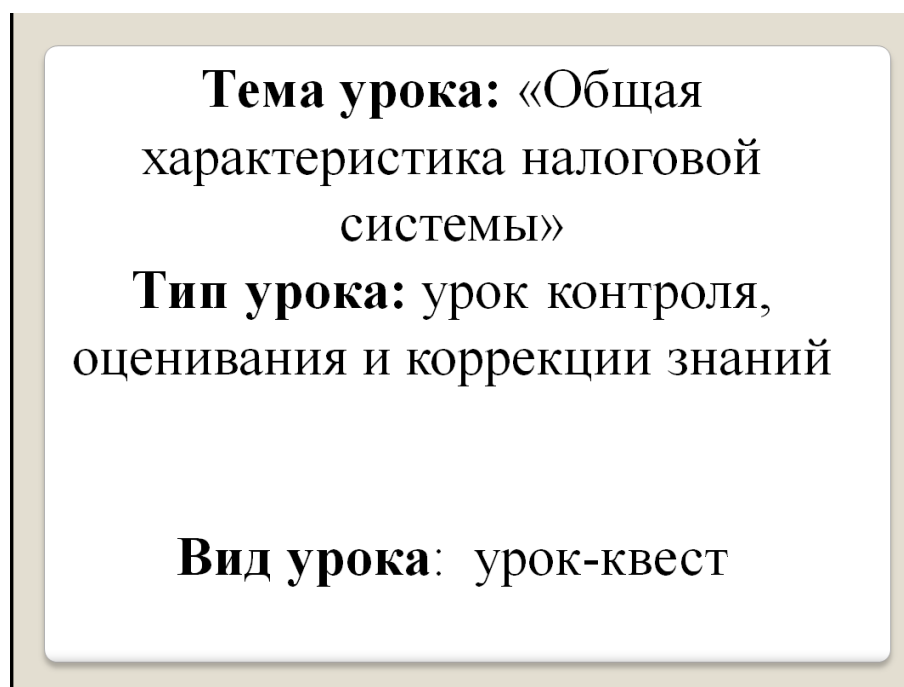 Тема урока: «Общая
характеристика налоговой
системы»
Тип урока: урок контроля,
оценивания и коррекции знаний
Вид урока: урок-квест